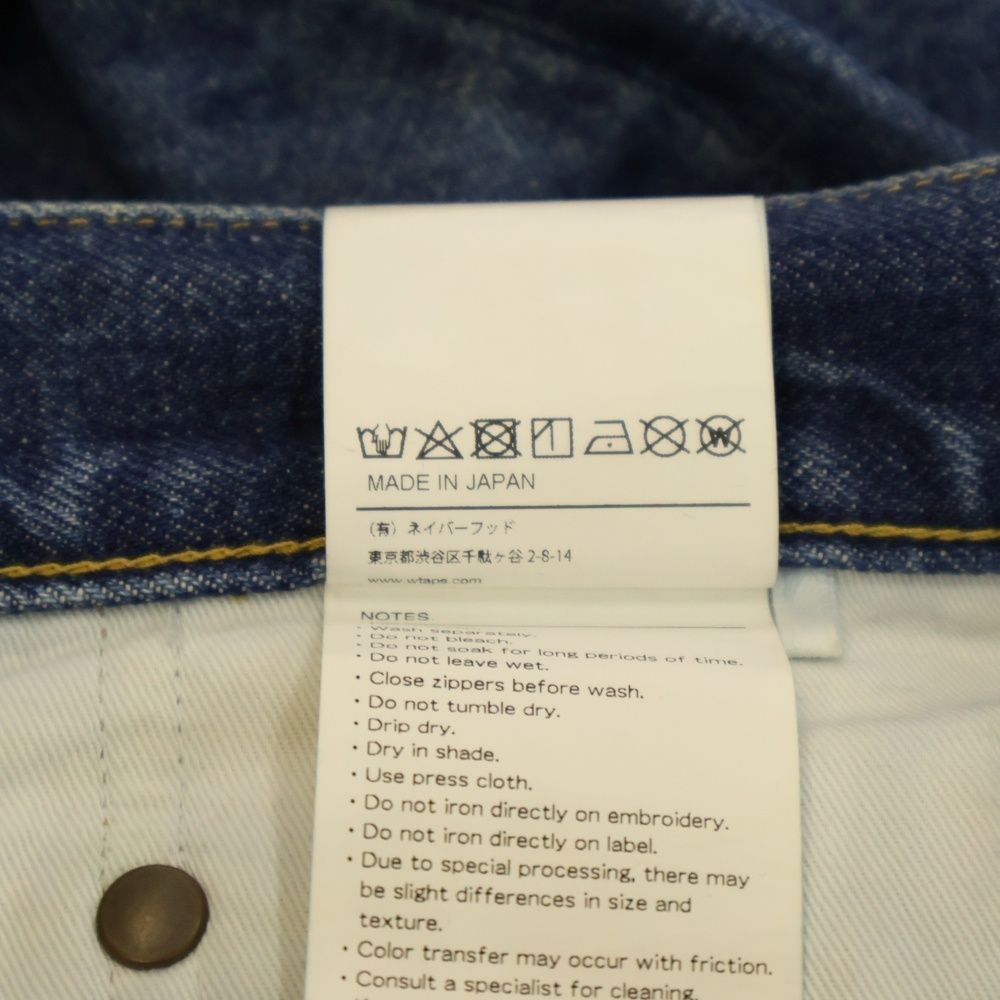 MADE IN JAPAN
(有) ネイバーフッド
東京都渋谷区千駄ヶ谷 2-8-14
www.wtaps.com
NOTES
・Wash separately.
・Do not bleach.
・Do not soak for long periods of time.
・Do not leave wet.
・Close zippers before wash.
・Do not tumble dry.
・Drip dry.
・Dry in shade.
・Use press cloth.
・Do not iron directly on embroidery.
・Do not iron directly on label.
・Due to special processing, there may
be slight differences in size and
texture.
・Color transfer may occur with friction.
・Consult a specialist for cleaning.